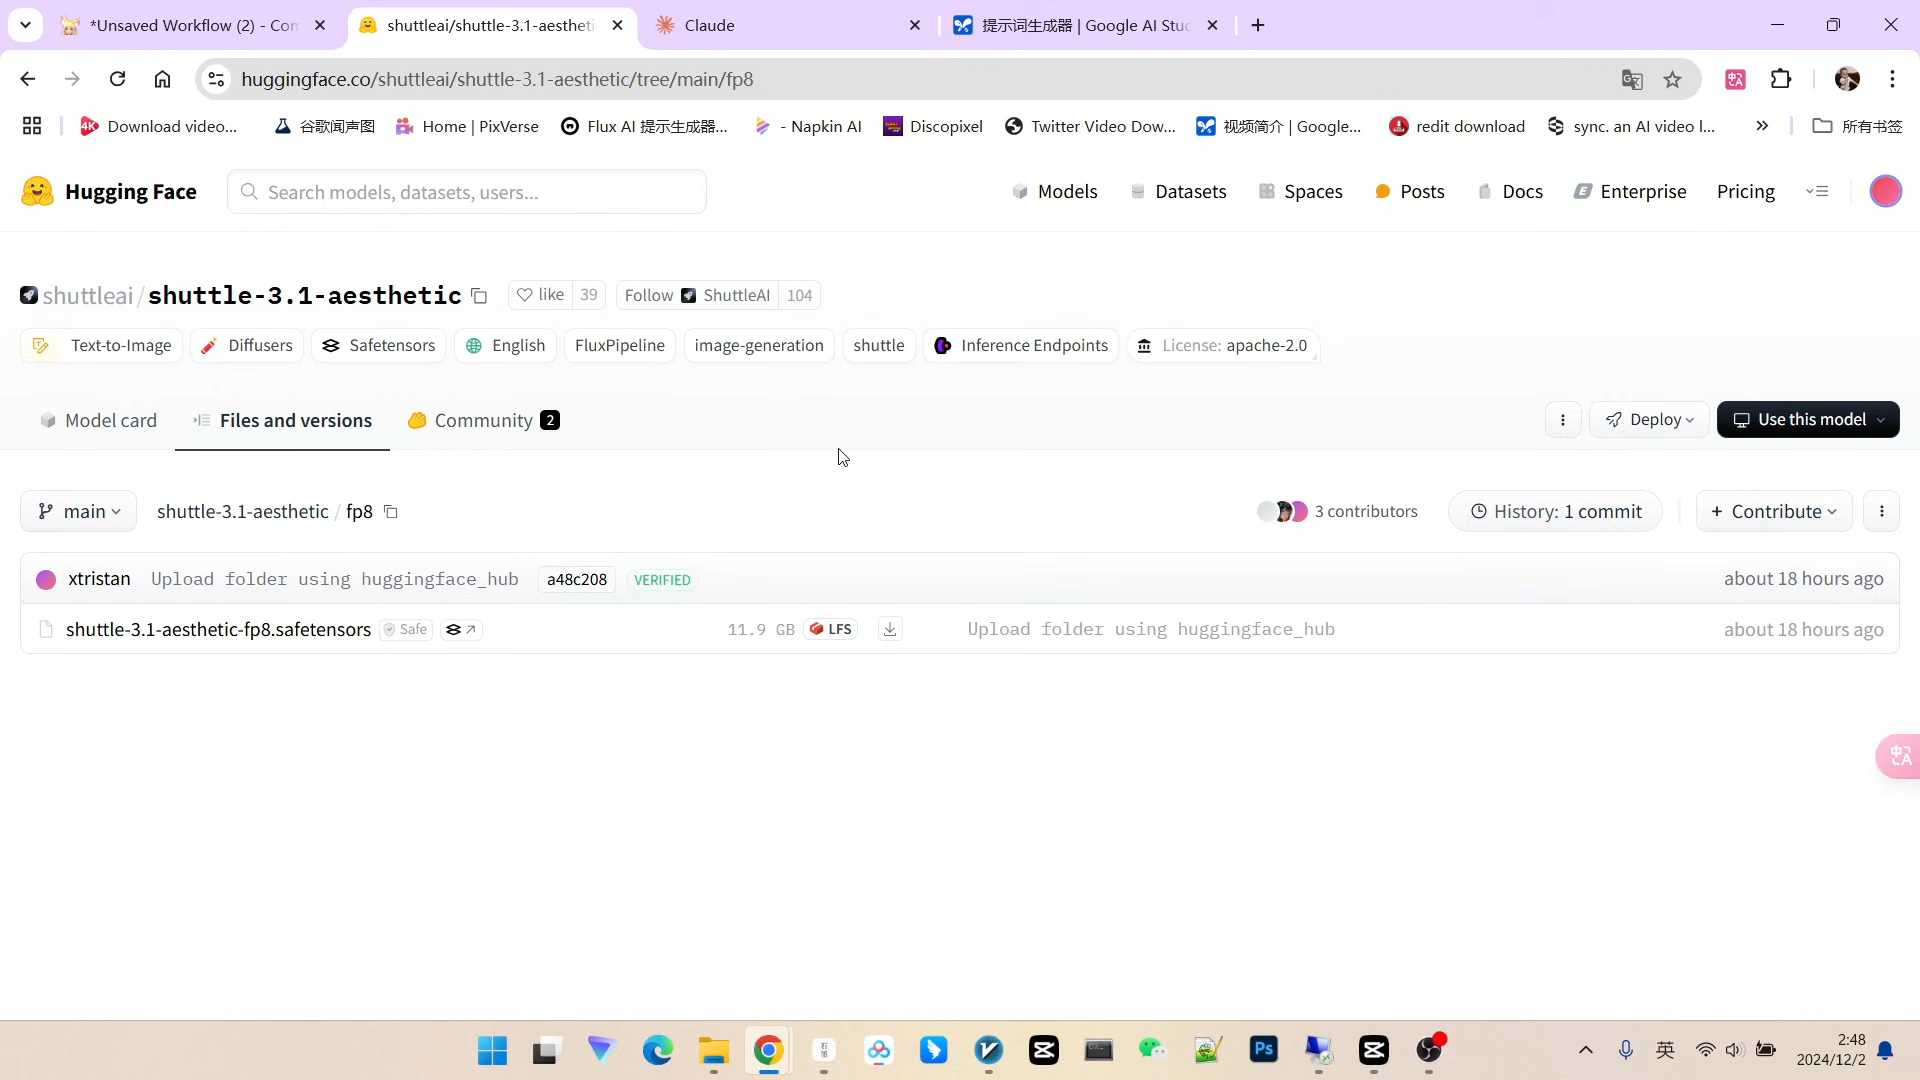 *Unsaved Workflow (2) - Con
shuttleai/shuttle-3.1-aestheti
Claude
提示词生成器 | Google AI Stud
huggingface.co/shuttleai/shuttle-3.1-aesthetic/tree/main/fp8
Download video...
谷歌闻声图
Home | PixVerse
Flux AI 提示生成器...
- Napkin AI
Discopixel
Twitter Video Dow...
视频简介 | Google...
redit download
sync. an AI video l...
所有书签
Hugging Face
Search models, datasets, users...
Models
Datasets
Spaces
Posts
Docs
Enterprise
Pricing
shuttleai/shuttle-3.1-aesthetic
like 39
Follow ShuttleAI 104
Text-to-Image
Diffusers
Safetensors
English
FluxPipeline
image-generation
shuttle
Inference Endpoints
License: apache-2.0
Model card
Files and versions
Community 2
Deploy
Use this model
main
shuttle-3.1-aesthetic / fp8
3 contributors
History: 1 commit
+ Contribute
xtristan Upload folder using huggingface_hub a48c208 VERIFIED about 18 hours ago
shuttle-3.1-aesthetic-fp8.safetensors Safe 11.9 GB LFS Upload folder using huggingface_hub about 18 hours ago
英
2:48
2024/12/2